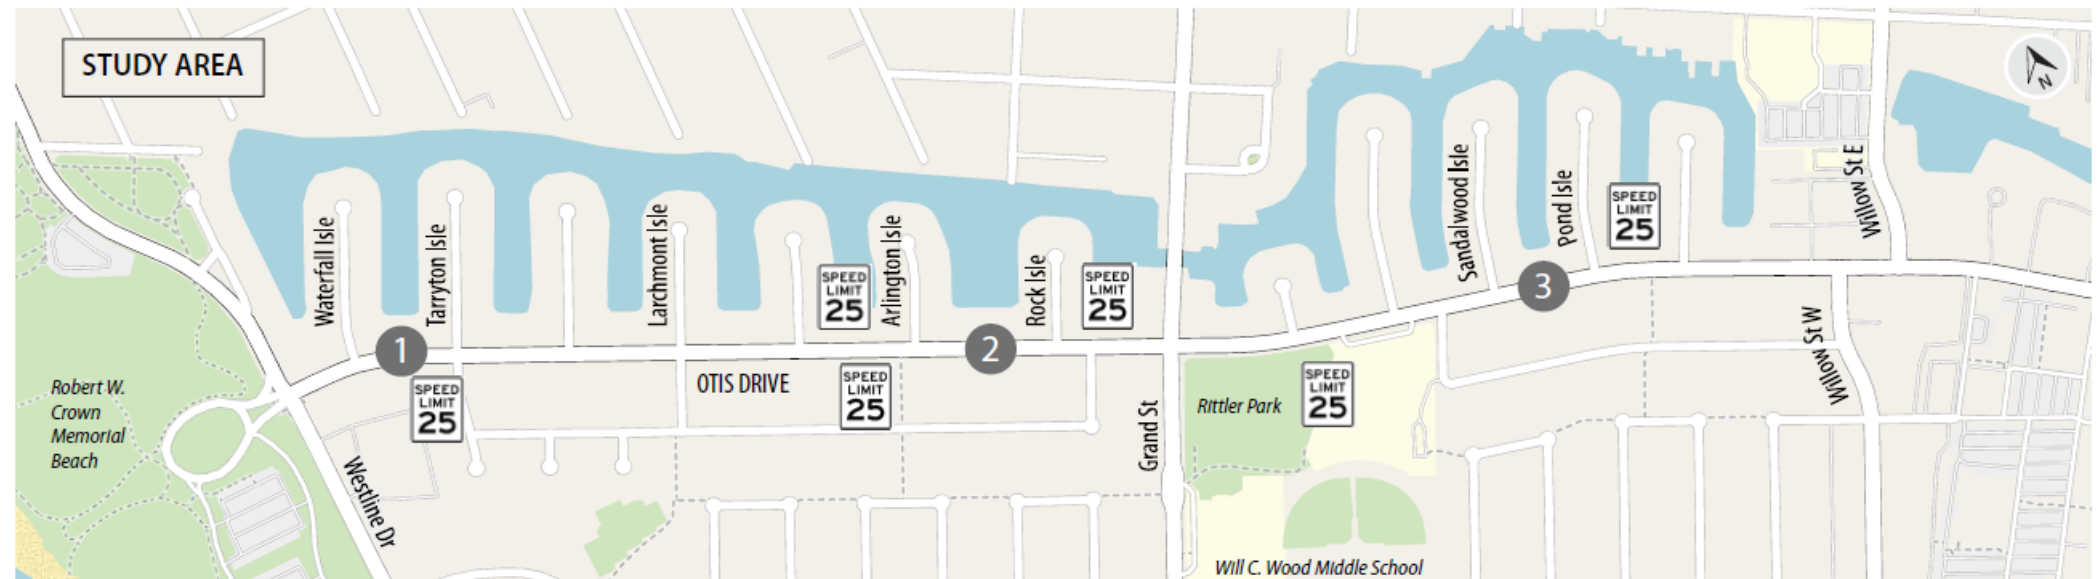 STUDY AREA
N
Waterfall Isle
Tarryton Isle
Larchmont Isle
Arlington Isle
Rock Isle
Sandalwood Isle
Pond Isle
Willow St E
SPEED
LIMIT
25
SPEED
LIMIT
25
SPEED
LIMIT
25
1
2
3
SPEED
LIMIT
25
OTIS DRIVE
SPEED
LIMIT
25
SPEED
LIMIT
25
Willow St W
Robert W.
Crown
Memorial
Beach
Westline Dr
Grand St
Rittler Park
Will C. Wood Middle School